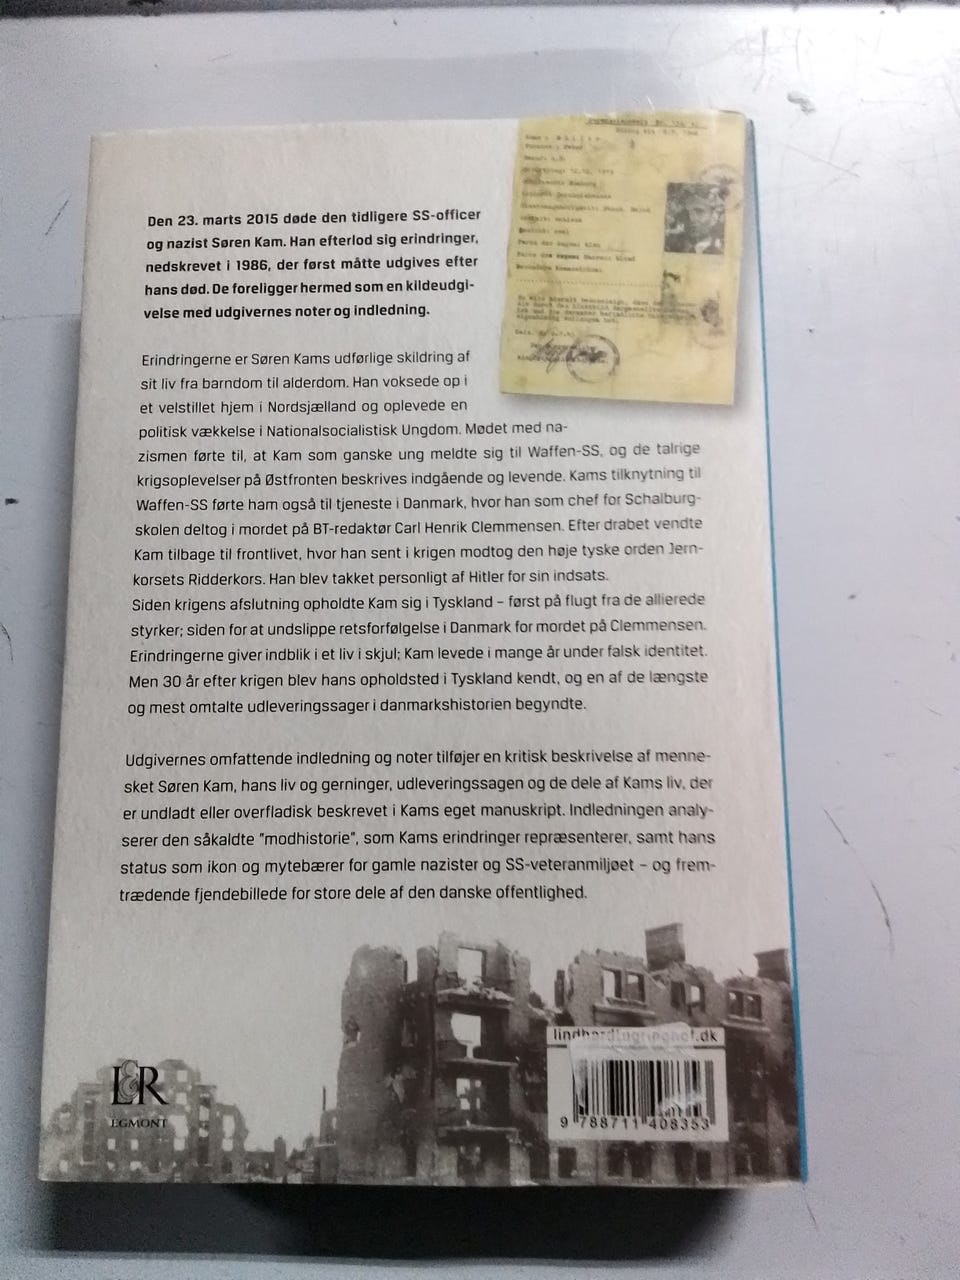 Den 23. marts 2015 døde den tidligere SS-officer
og nazist Søren Kam. Han efterlod sig erindringer,
nedskrevet i 1986, der først måtte udgives efter
hans død. De foreligger hermed som en kildeudgi-
velse med udgivernes noter og indledning.
Erindringerne er Søren Kams udførlige skildring af
sit liv fra barndom til alderdom. Han voksede op i
et velstillet hjem i Nordsjælland og oplevede en
politisk vækkelse i Nationalsocialistisk Ungdom. Mødet med na-
zismen førte til, at Kam som ganske ung meldte sig til Waffen-SS, og de talrige
krigsoplevelser på Østfronten beskrives indgående og levende. Kams tilknytning til
Waffen-SS førte ham også til tjeneste i Danmark, hvor han som chef for Schalburg-
skolen deltog i mordet på BT-redaktør Carl Henrik Clemmensen. Efter drabet vendte
Kam tilbage til frontlivet, hvor han sent i krigen modtog den høje tyske orden Jern-
korsets Ridderkors. Han blev takket personligt af Hitler for sin indsats.
Siden krigens afslutning opholdte Kam sig i Tyskland – først på flugt fra de allierede
styrker; siden for at undslippe retsforfølgelse i Danmark for mordet på Clemmensen.
Erindringerne giver indblik i et liv i skjul; Kam levede i mange år under falsk identitet.
Men 30 år efter krigen blev hans opholdsted i Tyskland kendt, og en af de længste
og mest omtalte udleveringssager i danmarkshistorien begyndte.
Udgivernes omfattende indledning og noter tilføjer en kritisk beskrivelse af menne-
sket Søren Kam, hans liv og gerninger, udleveringssagen og de dele af Kams liv, der
er undladt eller overfladisk beskrevet i Kams eget manuskript. Indledningen analy-
serer den såkaldte "modhistorie", som Kams erindringer repræsenterer, samt hans
status som ikon og mytebærer for gamle nazister og SS-veteranmiljøet – og frem-
trædende fjendebillede for store dele af den danske offentlighed.
L&R
EGMONT
lindhardtogringhof.dk
9 788711 408353